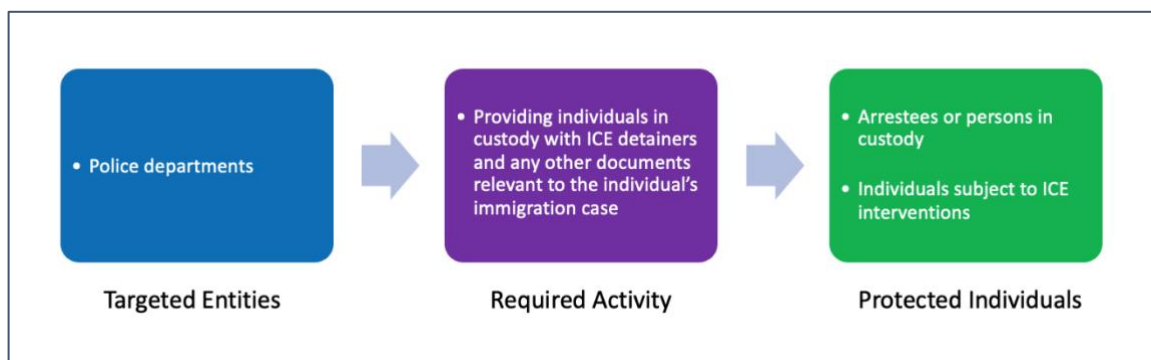 • Police departments
• Providing individuals in
custody with ICE detainers
and any other documents
relevant to the individual's
immigration case
• Arrestees or persons in
custody
• Individuals subject to ICE
interventions
Targeted Entities
Required Activity
Protected Individuals